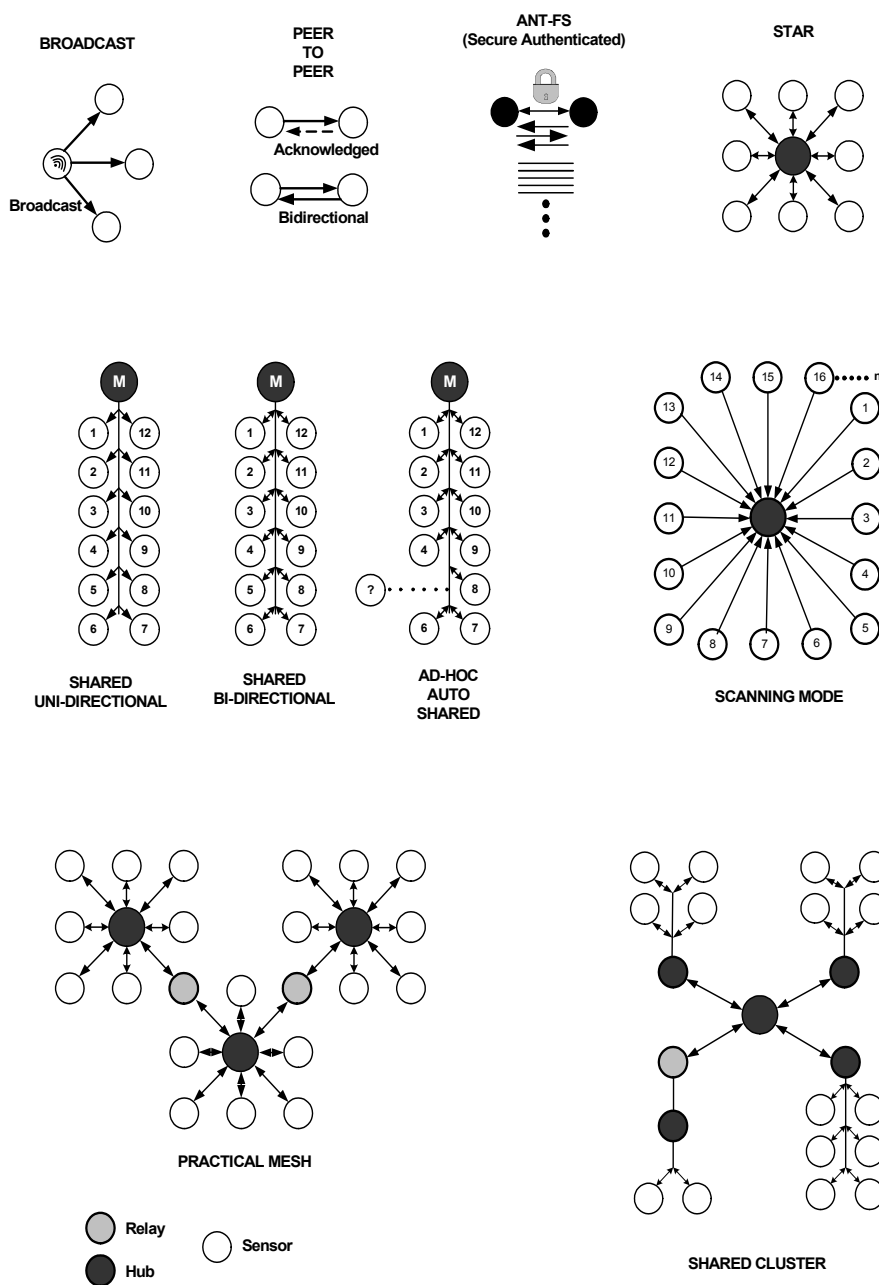 BROADCAST
Broadcast
PEER
TO
PEER
Acknowledged
Bidirectional
ANT-FS
(Secure Authenticated)
STAR
M
1 12
2 11
3 10
4 9
5 8
6 7
SHARED
UNI-DIRECTIONAL
M
1 12
2 11
3 10
4 9
5 8
6 7
SHARED
BI-DIRECTIONAL
M
1 12
2 11
3 10
4 9
? 8
6 7
AD-HOC
AUTO
SHARED
14 15 16 n
13 1
12 2
11 3
10 4
9 5
8 7 6
SCANNING MODE
PRACTICAL MESH
Relay
Hub
Sensor
SHARED CLUSTER